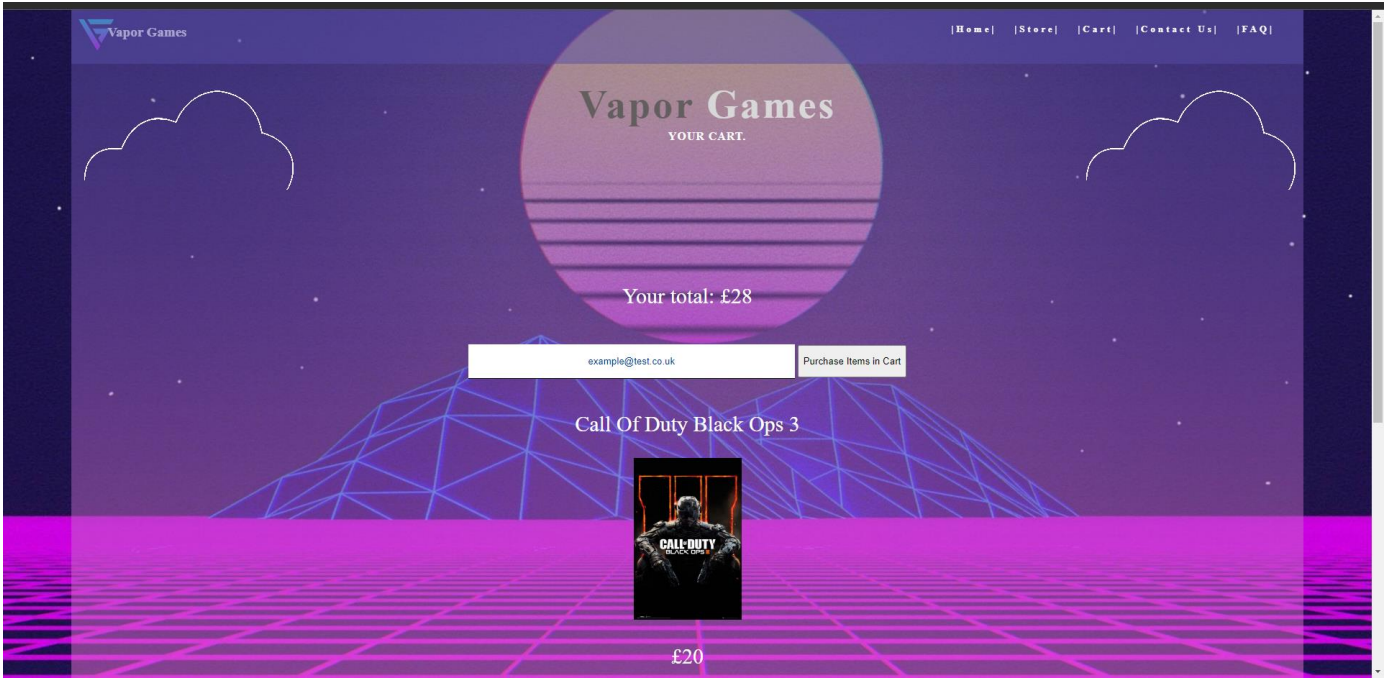 Vapor Games
|Home| |Store| |Cart| |Contact Us| |FAQ|
Vapor Games
YOUR CART.
Your total: £28
example@test.co.uk
Purchase Items in Cart
Call Of Duty Black Ops 3
CALL OF DUTY
BLACK OPS III
£20